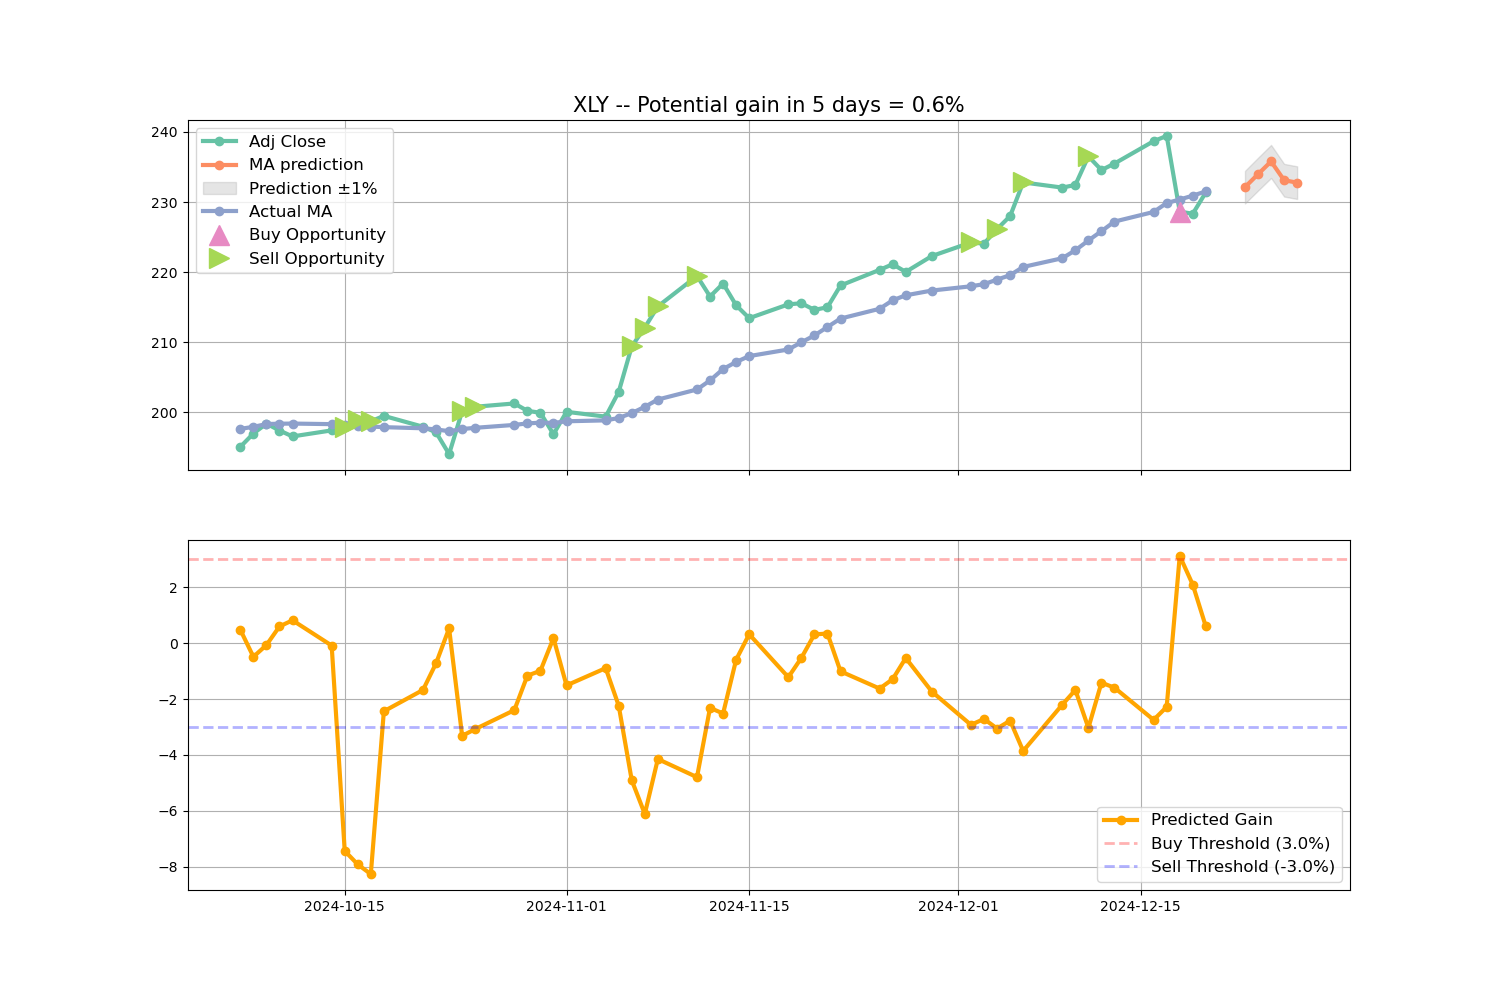 XLY -- Potential gain in 5 days = 0.6%
240
230
220
210
200
Adj Close
MA prediction
Prediction ±1%
Actual MA
Buy Opportunity
Sell Opportunity
2
0
−2
−4
−6
−8
Predicted Gain
Buy Threshold (3.0%)
Sell Threshold (-3.0%)
2024-10-15
2024-11-01
2024-11-15
2024-12-01
2024-12-15